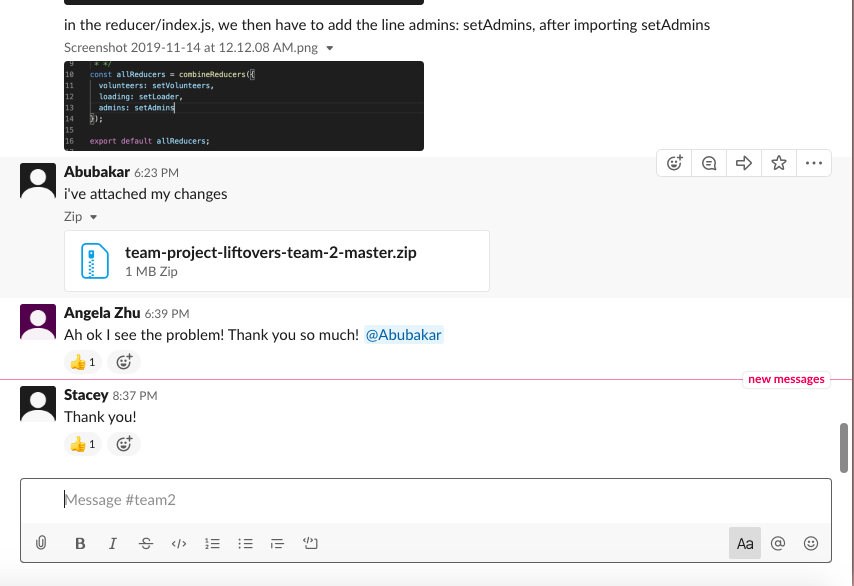 in the reducer/index.js, we then have to add the line admins: setAdmins, after importing setAdmins
Screenshot 2019-11-14 at 12.12.08 AM.png
9 * */
10 const allReducers = combineReducers({
11 volunteers: setVolunteers,
12 loading: setLoader,
13 admins: setAdmins
14 });
15
16 export default allReducers;
Abubakar 6:23 PM
i've attached my changes
Zip
team-project-liftovers-team-2-master.zip
1 MB Zip
Angela Zhu 6:39 PM
Ah ok I see the problem! Thank you so much! @Abubakar
1
new messages
Stacey 8:37 PM
Thank you!
1
Message #team2
B I S </> Aa @